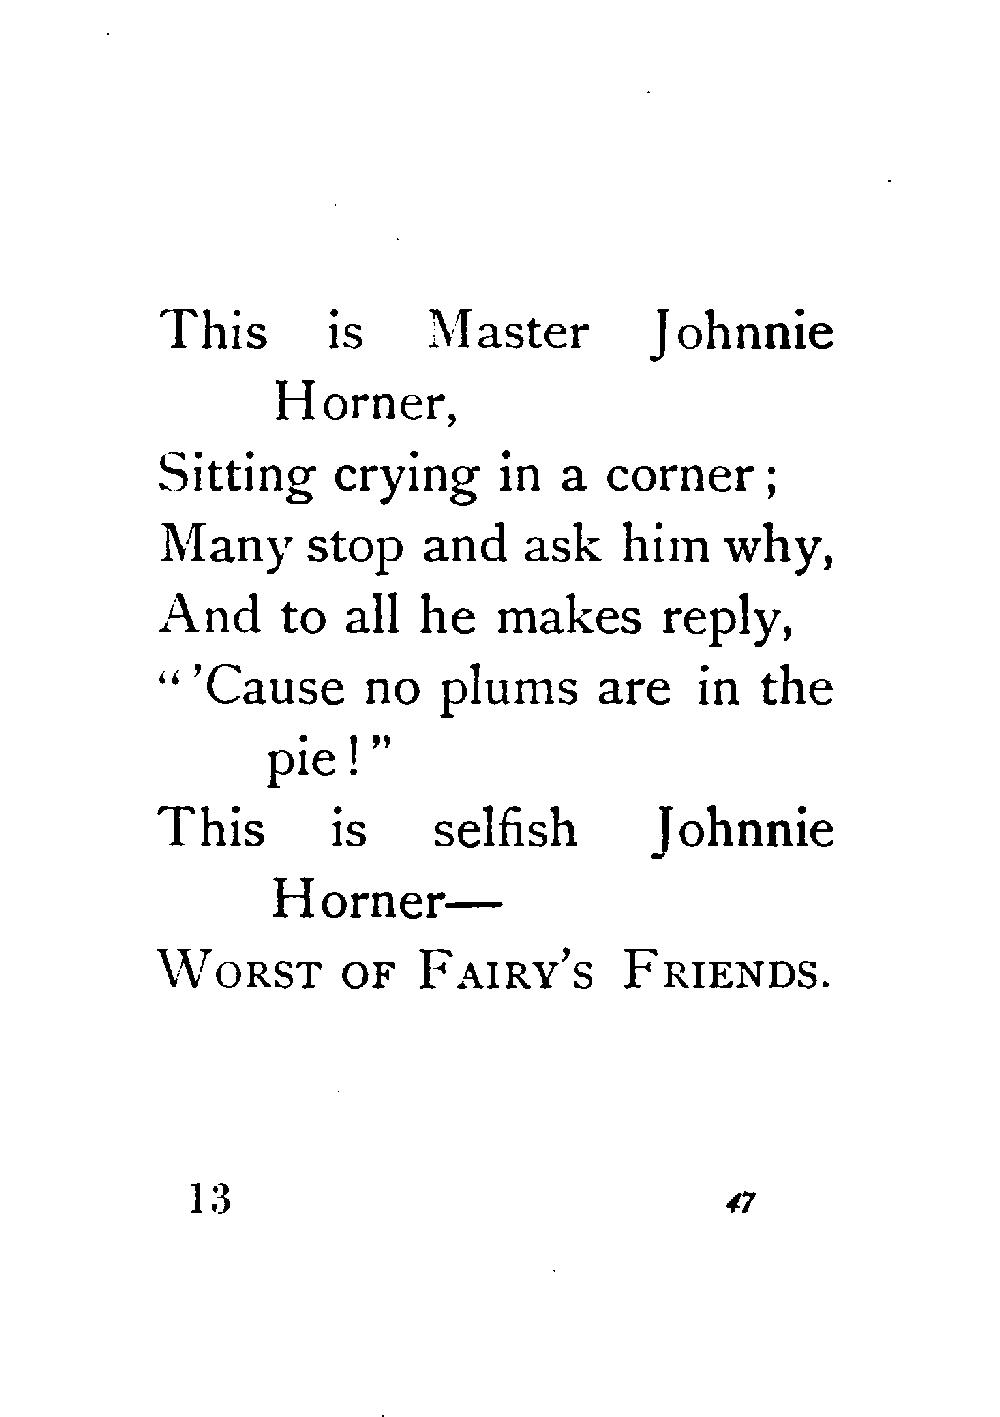 This is Master Johnnie
Horner,
Sitting crying in a corner;
Many stop and ask him why,
And to all he makes reply,
“’Cause no plums are in the
pie!”
This is selfish Johnnie
Horner—
WORST OF FAIRY’S FRIENDS.
13 47